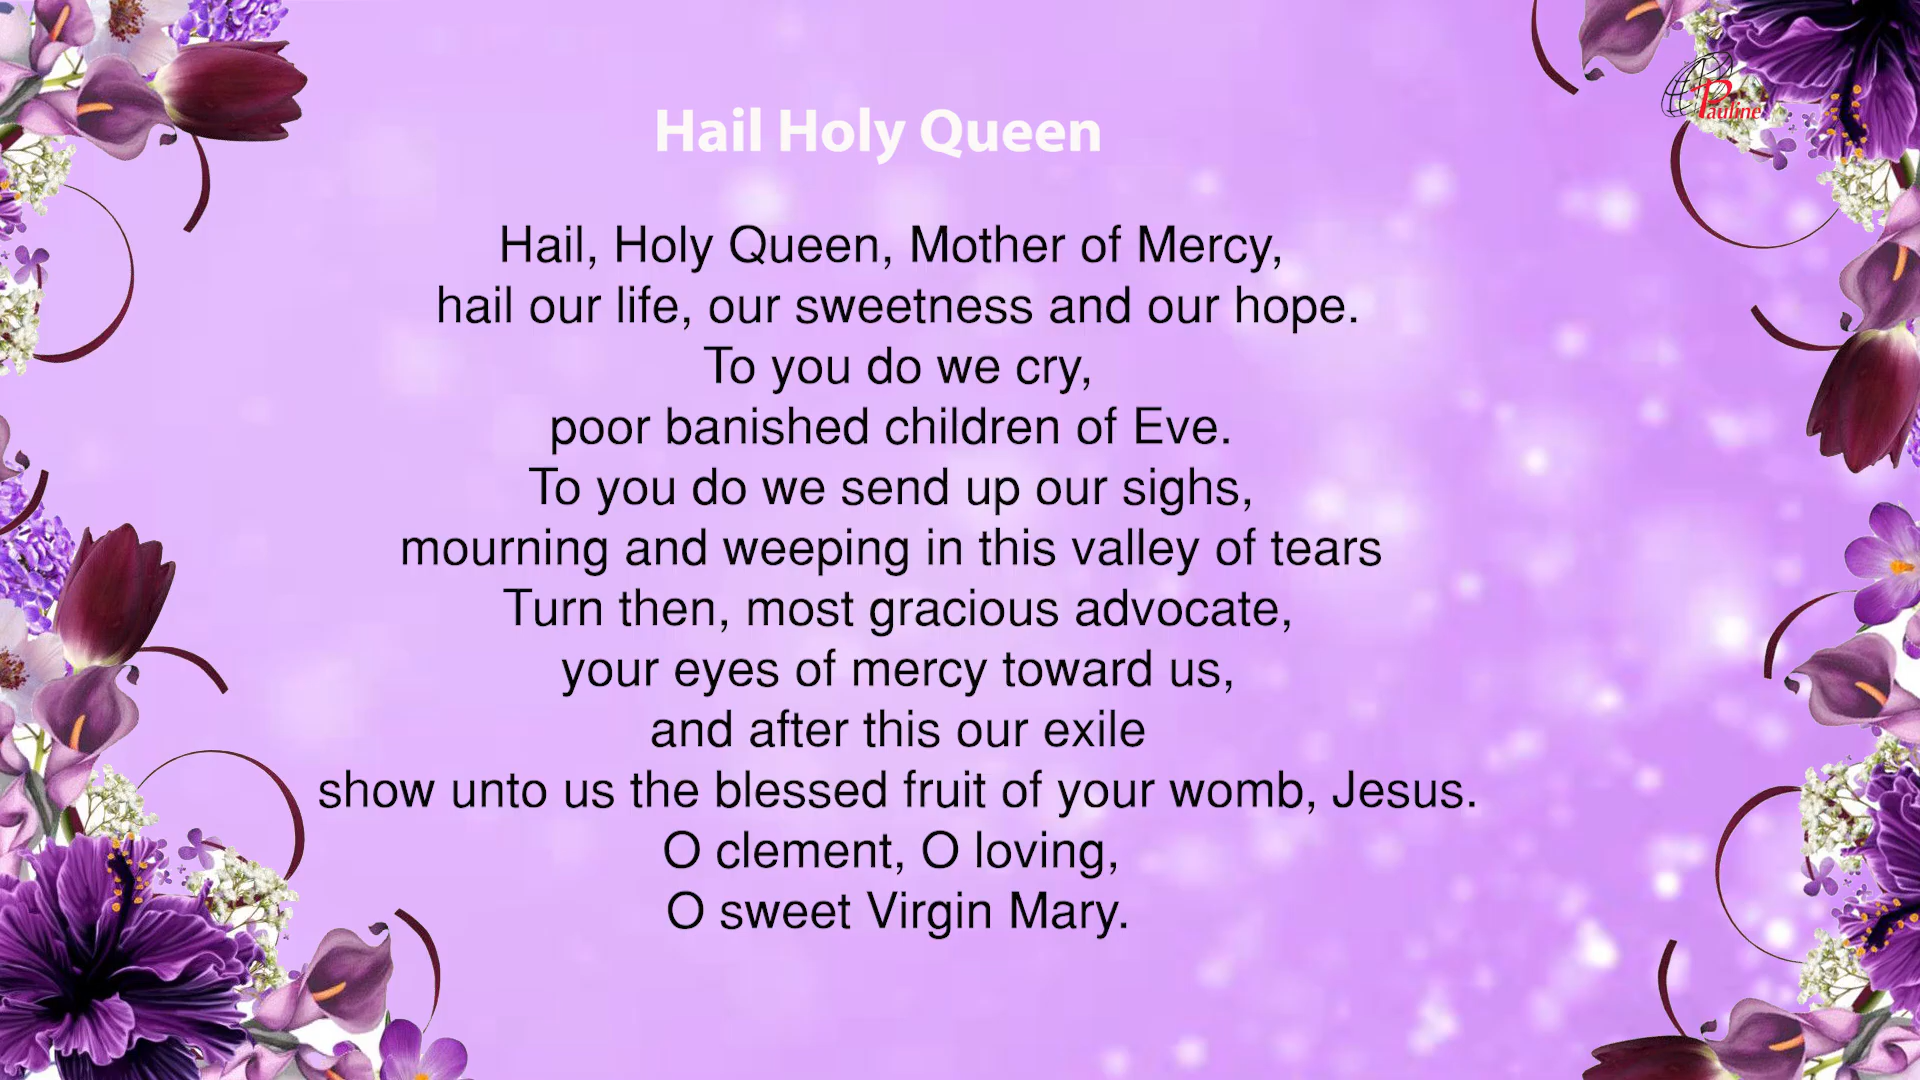 Pauline
Hail Holy Queen
Hail, Holy Queen, Mother of Mercy,
hail our life, our sweetness and our hope.
To you do we cry,
poor banished children of Eve.
To you do we send up our sighs,
mourning and weeping in this valley of tears
Turn then, most gracious advocate,
your eyes of mercy toward us,
and after this our exile
show unto us the blessed fruit of your womb, Jesus.
O clement, O loving,
O sweet Virgin Mary.